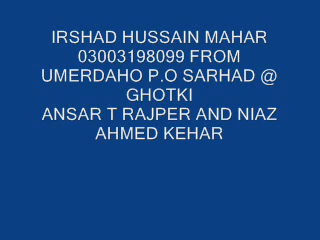 IRSHAD HUSSAIN MAHAR
03003198099 FROM
UMERDAHO P.O SARHAD @
GHOTKI
ANSAR T RAJPER AND NIAZ
AHMED KEHAR